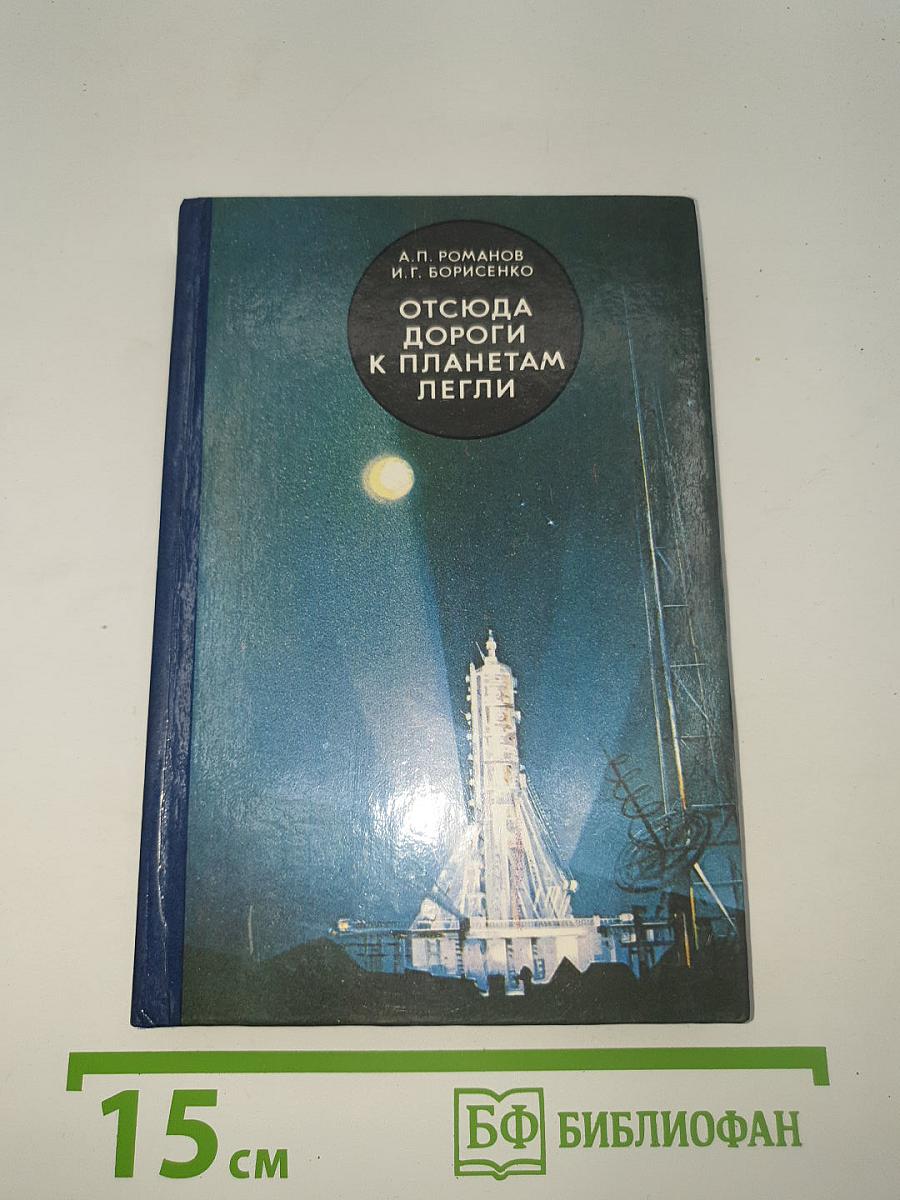 А.П. РОМАНОВ
И.Г. БОРИСЕНКО
ОТСЮДА
ДОРОГИ
К ПЛАНЕТАМ
ЛЕГЛИ
15 см
БФ БИБЛИОФАН